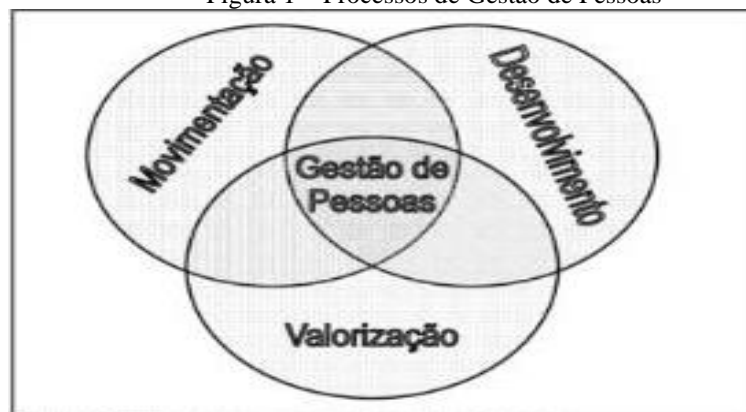 Figura 1 – Processos de Gestão de Pessoas
Movimentação
Desenvolvimento
Gestão de
Pessoas
Valorização